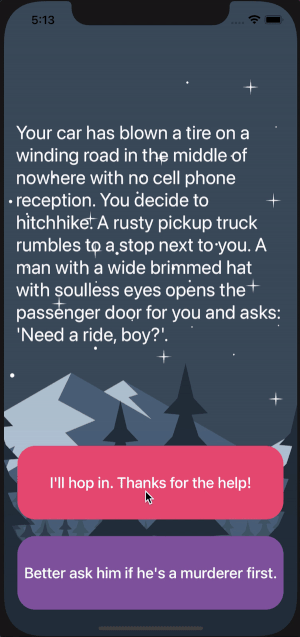 5:13
Your car has blown a tire on a
winding road in the middle of
nowhere with no cell phone
reception. You decide to
hitchhike. A rusty pickup truck
rumbles to a stop next to you. A
man with a wide brimmed hat
with soulless eyes opens the
passenger door for you and asks:
'Need a ride, boy?'.
I'll hop in. Thanks for the help!
Better ask him if he's a murderer first.